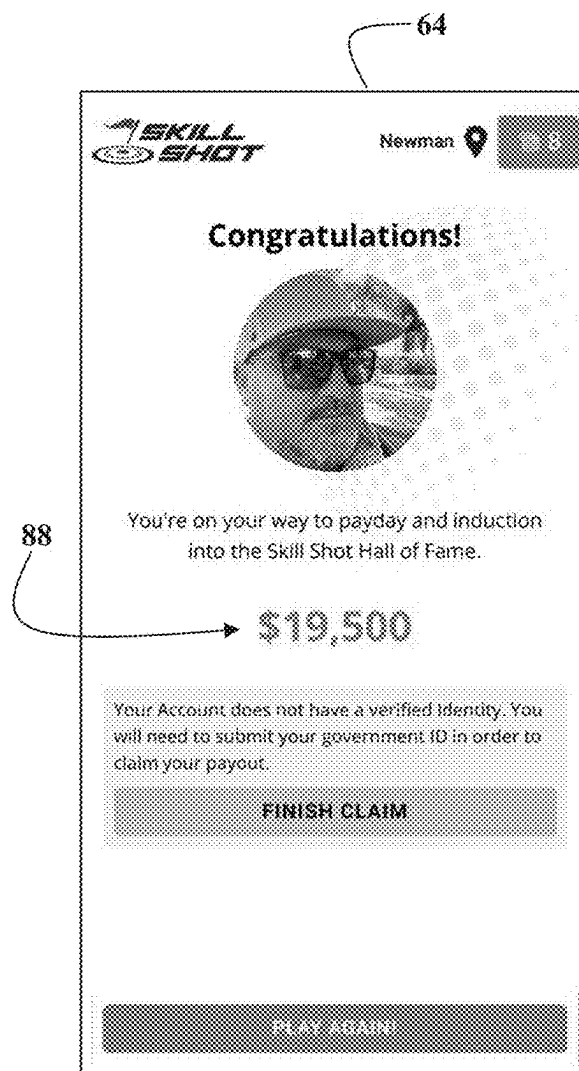 64
SKILL
SHOT
Newman
Congratulations!
You're on your way to payday and induction
into the Skill Shot Hall of Fame.
88
$19,500
Your Account does not have a verified Identity. You
will need to submit your government ID in order to
claim your payout.
FINISH CLAIM
PLAY AGAIN!